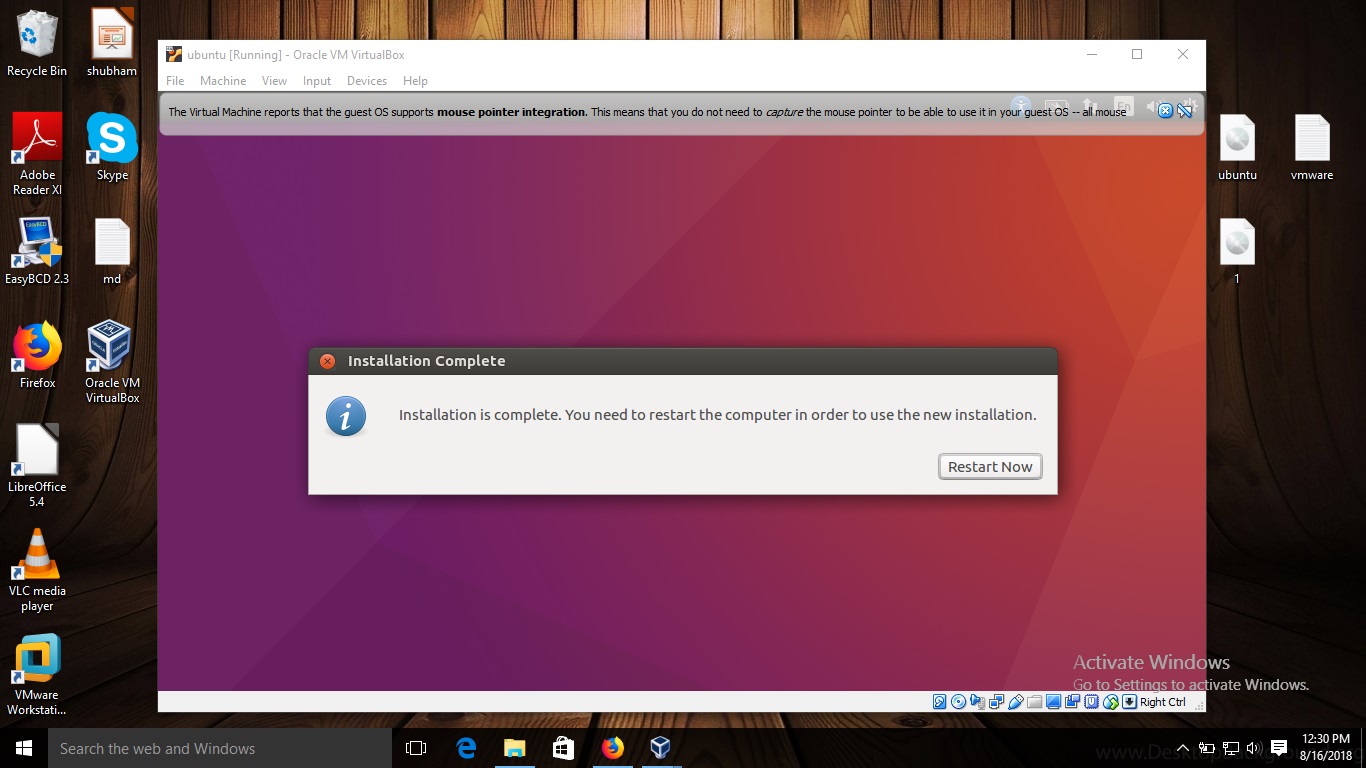 Recycle Bin
shubham
Adobe
Reader XI
Skype
EasyBCD
EasyBCD 2.3
md
Firefox
Oracle VM
VirtualBox
LibreOffice
5.4
VLC media
player
VMware
Workstati...
ubuntu [Running] - Oracle VM VirtualBox
File Machine View Input Devices Help
The Virtual Machine reports that the guest OS supports mouse pointer integration. This means that you do not need to capture the mouse pointer to be able to use it in your guest OS -- all mouse
En
Installation Complete
Installation is complete. You need to restart the computer in order to use the new installation.
Restart Now
Right Ctrl
ubuntu
vmware
1
Activate Windows
Go to Settings to activate Windows.
Search the web and Windows
12:30 PM
8/16/2018